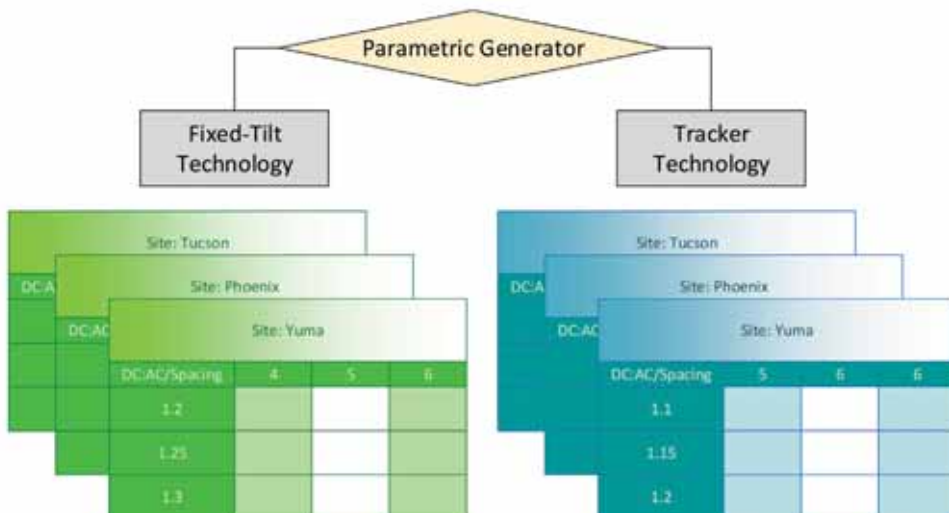 Parametric Generator
Fixed-Tilt
Technology
Tracker
Technology
Site: Tucson
DC:A
Site: Phoenix
DC:AC
Site: Yuma
DC:AC/Spacing 4 5 6
1.2
1.25
1.3
Site: Tucson
DC:A
Site: Phoenix
DC:AC
Site: Yuma
DC:AC/Spacing 5 6 6
1.1
1.15
1.2